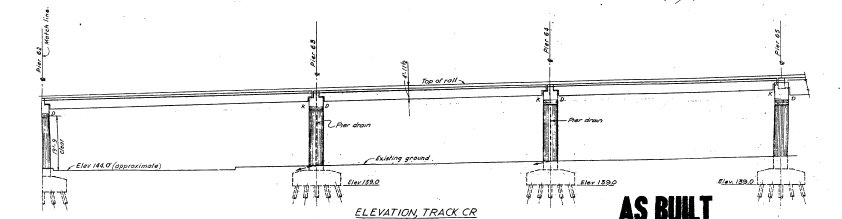 Pier 62
Match line.
Pier 63
Pier 64
Pier 65
Top of rail
K D
K D
K D
D
Pier drain
Pier drain
Clear
Elev 144.0 (approximate)
Existing ground
Elev 139.0
Elev 139.0
Elev. 139.0
ELEVATION, TRACK CR
AS BUILT